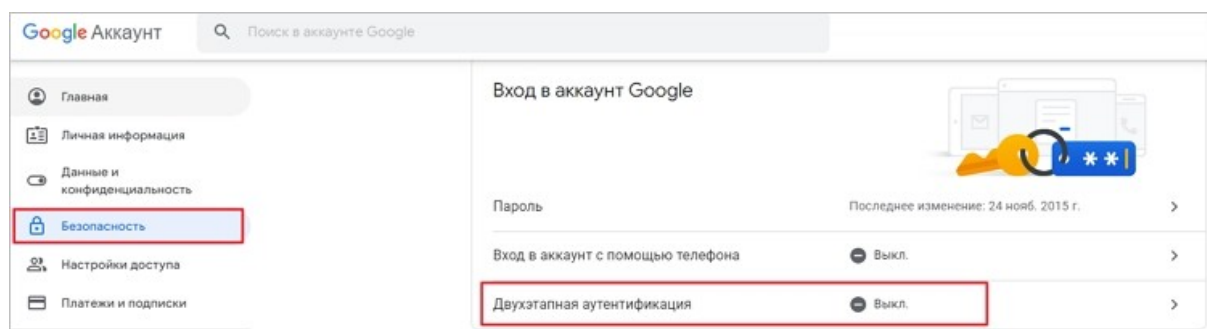 Google Аккаунт
Поиск в аккаунте Google
Главная
Личная информация
Данные и
конфиденциальность
Безопасность
Настройки доступа
Платежи и подписки
Вход в аккаунт Google
**
Пароль
Последнее изменение: 24 нояб. 2015 г.
Вход в аккаунт с помощью телефона
Выкл.
Двухэтапная аутентификация
Выкл.